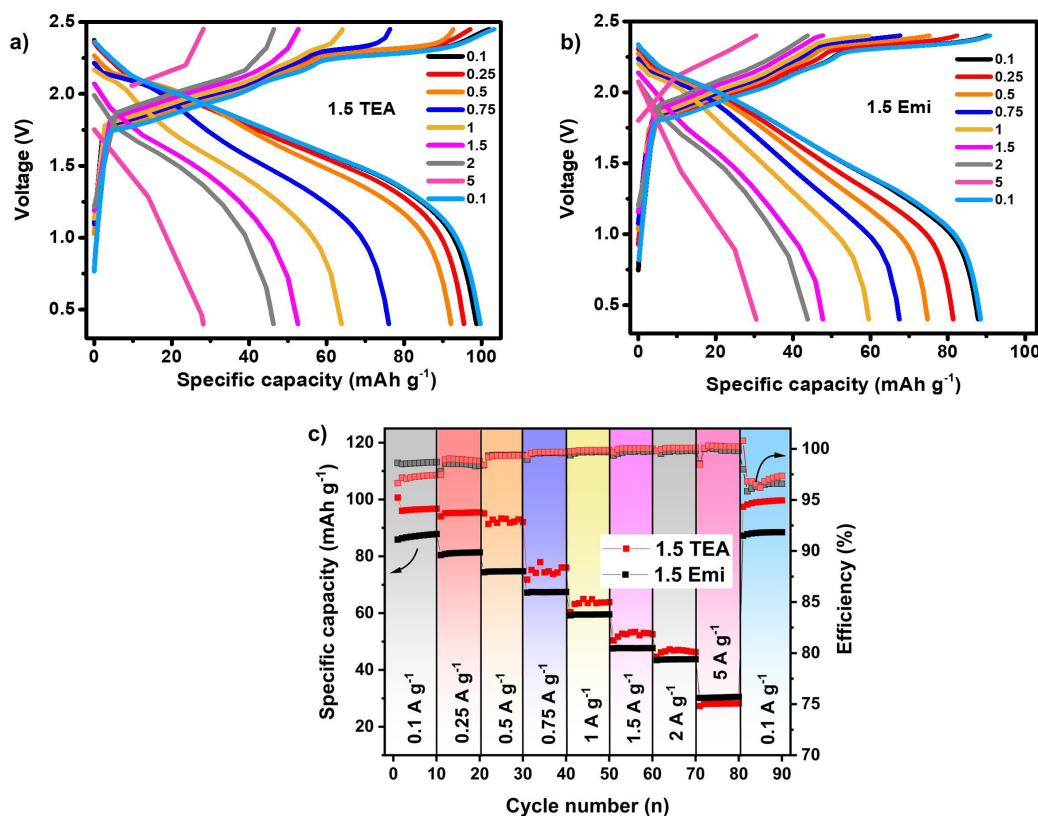 a)
2.5
2.0
1.5
1.0
0.5
Voltage (V)
0 20 40 60 80 100
Specific capacity (mAh g⁻¹)
1.5 TEA
0.1
0.25
0.5
0.75
1
1.5
2
5
0.1
b)
2.5
2.0
1.5
1.0
0.5
Voltage (V)
0 20 40 60 80 100
Specific capacity (mAh g⁻¹)
1.5 Emi
0.1
0.25
0.5
0.75
1
1.5
2
5
0.1
c)
120
100
80
60
40
20
Specific capacity (mAh g⁻¹)
1.5 TEA
1.5 Emi
0.1 A g⁻¹
0.25 A g⁻¹
0.5 A g⁻¹
0.75 A g⁻¹
1 A g⁻¹
1.5 A g⁻¹
2 A g⁻¹
5 A g⁻¹
0.1 A g⁻¹
100
95
90
85
80
75
70
Efficiency (%)
0 10 20 30 40 50 60 70 80 90
Cycle number (n)